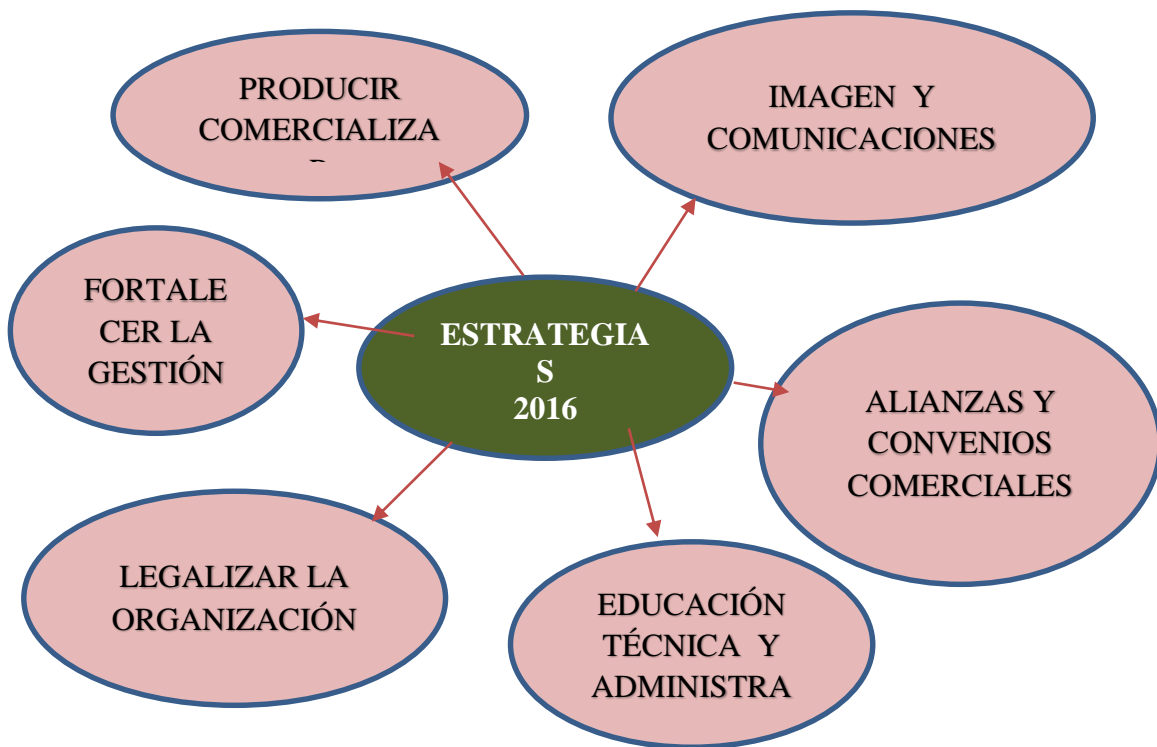 PRODUCIR
COMERCIALIZA
IMAGEN Y
COMUNICACIONES
FORTALE
CER LA
GESTIÓN
ESTRATEGIA
S
2016
ALIANZAS Y
CONVENIOS
COMERCIALES
LEGALIZAR LA
ORGANIZACIÓN
EDUCACIÓN
TÉCNICA Y
ADMINISTRA